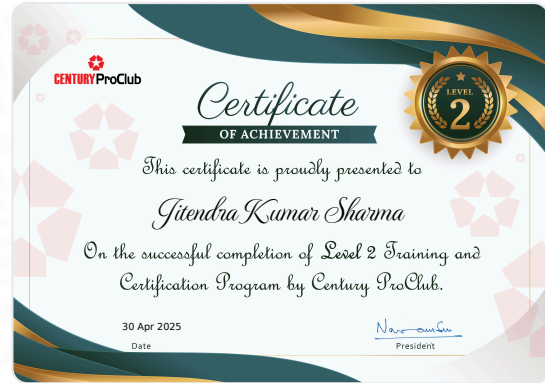 CENTURY ProClub
Certificate
OF ACHIEVEMENT
LEVEL
2
This certificate is proudly presented to
Jitendra Kumar Sharma
On the successful completion of Level 2 Training and
Certification Program by Century ProClub.
30 Apr 2025
Date
President